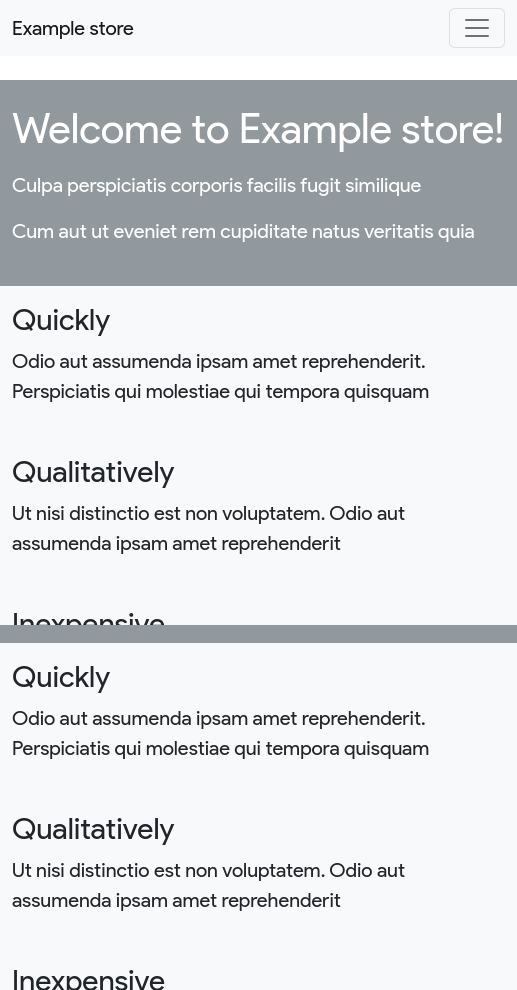 Example store
Welcome to Example store!
Culpa perspiciatis corporis facilis fugit similique
Cum aut ut eveniet rem cupiditate natus veritatis quia
Quickly
Odio aut assumenda ipsam amet reprehenderit.
Perspiciatis qui molestiae qui tempora quisquam
Qualitatively
Ut nisi distinctio est non voluptatem. Odio aut
assumenda ipsam amet reprehenderit
Inexpensive
Quickly
Odio aut assumenda ipsam amet reprehenderit.
Perspiciatis qui molestiae qui tempora quisquam
Qualitatively
Ut nisi distinctio est non voluptatem. Odio aut
assumenda ipsam amet reprehenderit
Inexpensive